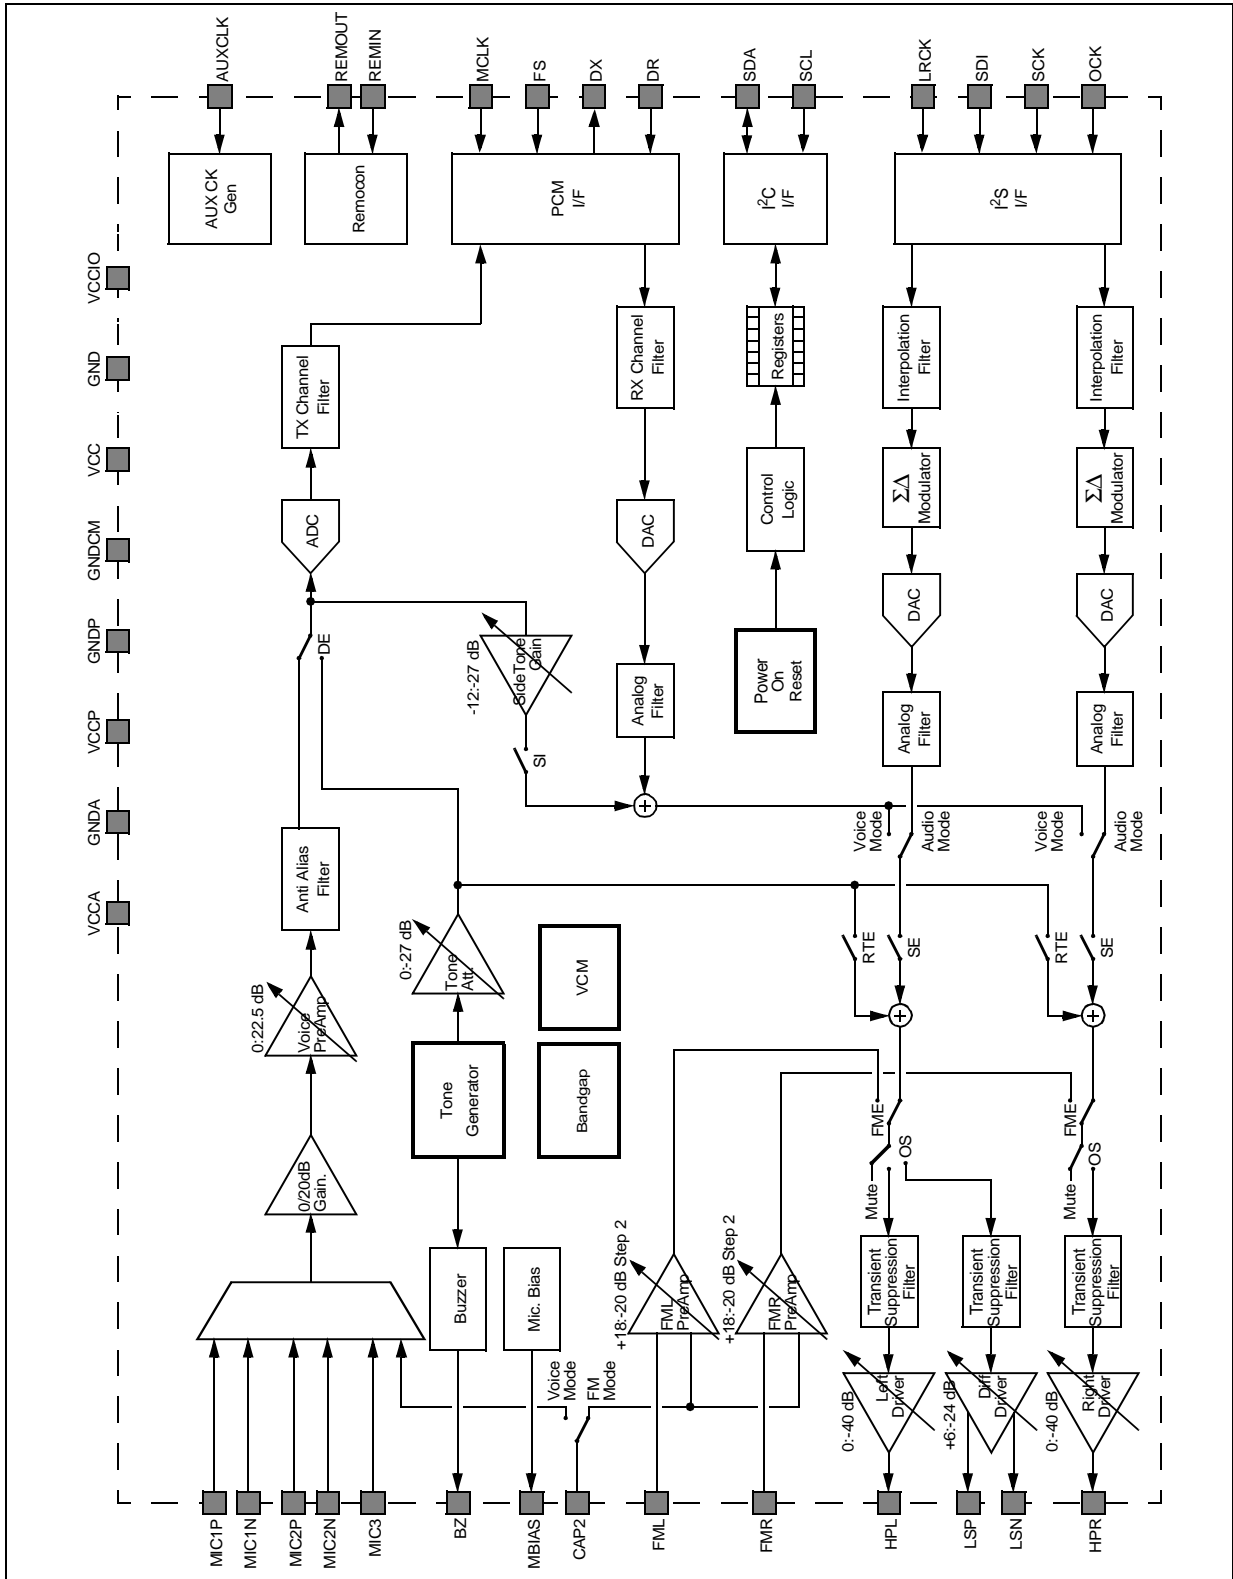 AUXCLK
REMOUT
REMIN
MCLK
FS
DX
DR
SDA
SCL
LRCK
SDI
SCK
OCK
AUX CK
Gen
Remocon
PCM
I/F
I²C
I/F
I²S
I/F
VCCIO
GND
VCC
GNDCM
GNDP
VCCP
GNDA
VCCA
TX Channel
Filter
RX Channel
Filter
Registers
Interpolation
Filter
Interpolation
Filter
ADC
DAC
Control
Logic
ΣΔ
Modulator
ΣΔ
Modulator
DAC
DAC
DE
-12:-27 dB
SideTone
Gain
SI
Analog
Filter
Power
On
Reset
Analog
Filter
Analog
Filter
+
Voice
Mode
Audio
Mode
Voice
Mode
Audio
Mode
Anti Alias
Filter
0:-27 dB
Tone
Att.
VCM
RTE
SE
RTE
SE
+
+
0:22.5 dB
Voice
PreAmp
Tone
Generator
Bandgap
FME
OS
Mute
FME
OS
Mute
0/20dB
Gain.
Buzzer
Mic. Bias
+18:-20 dB Step 2
FML
PreAmp
+18:-20 dB Step 2
FMR
PreAmp
Transient
Suppression
Filter
Transient
Suppression
Filter
Transient
Suppression
Filter
Voice
Mode
FM
Mode
0:-40 dB
Left
Driver
+6:-24 dB
Diff
Driver
0:-40 dB
Right
Driver
MIC1P
MIC1N
MIC2P
MIC2N
MIC3
BZ
MBIAS
CAP2
FML
FMR
HPL
LSP
LSN
HPR